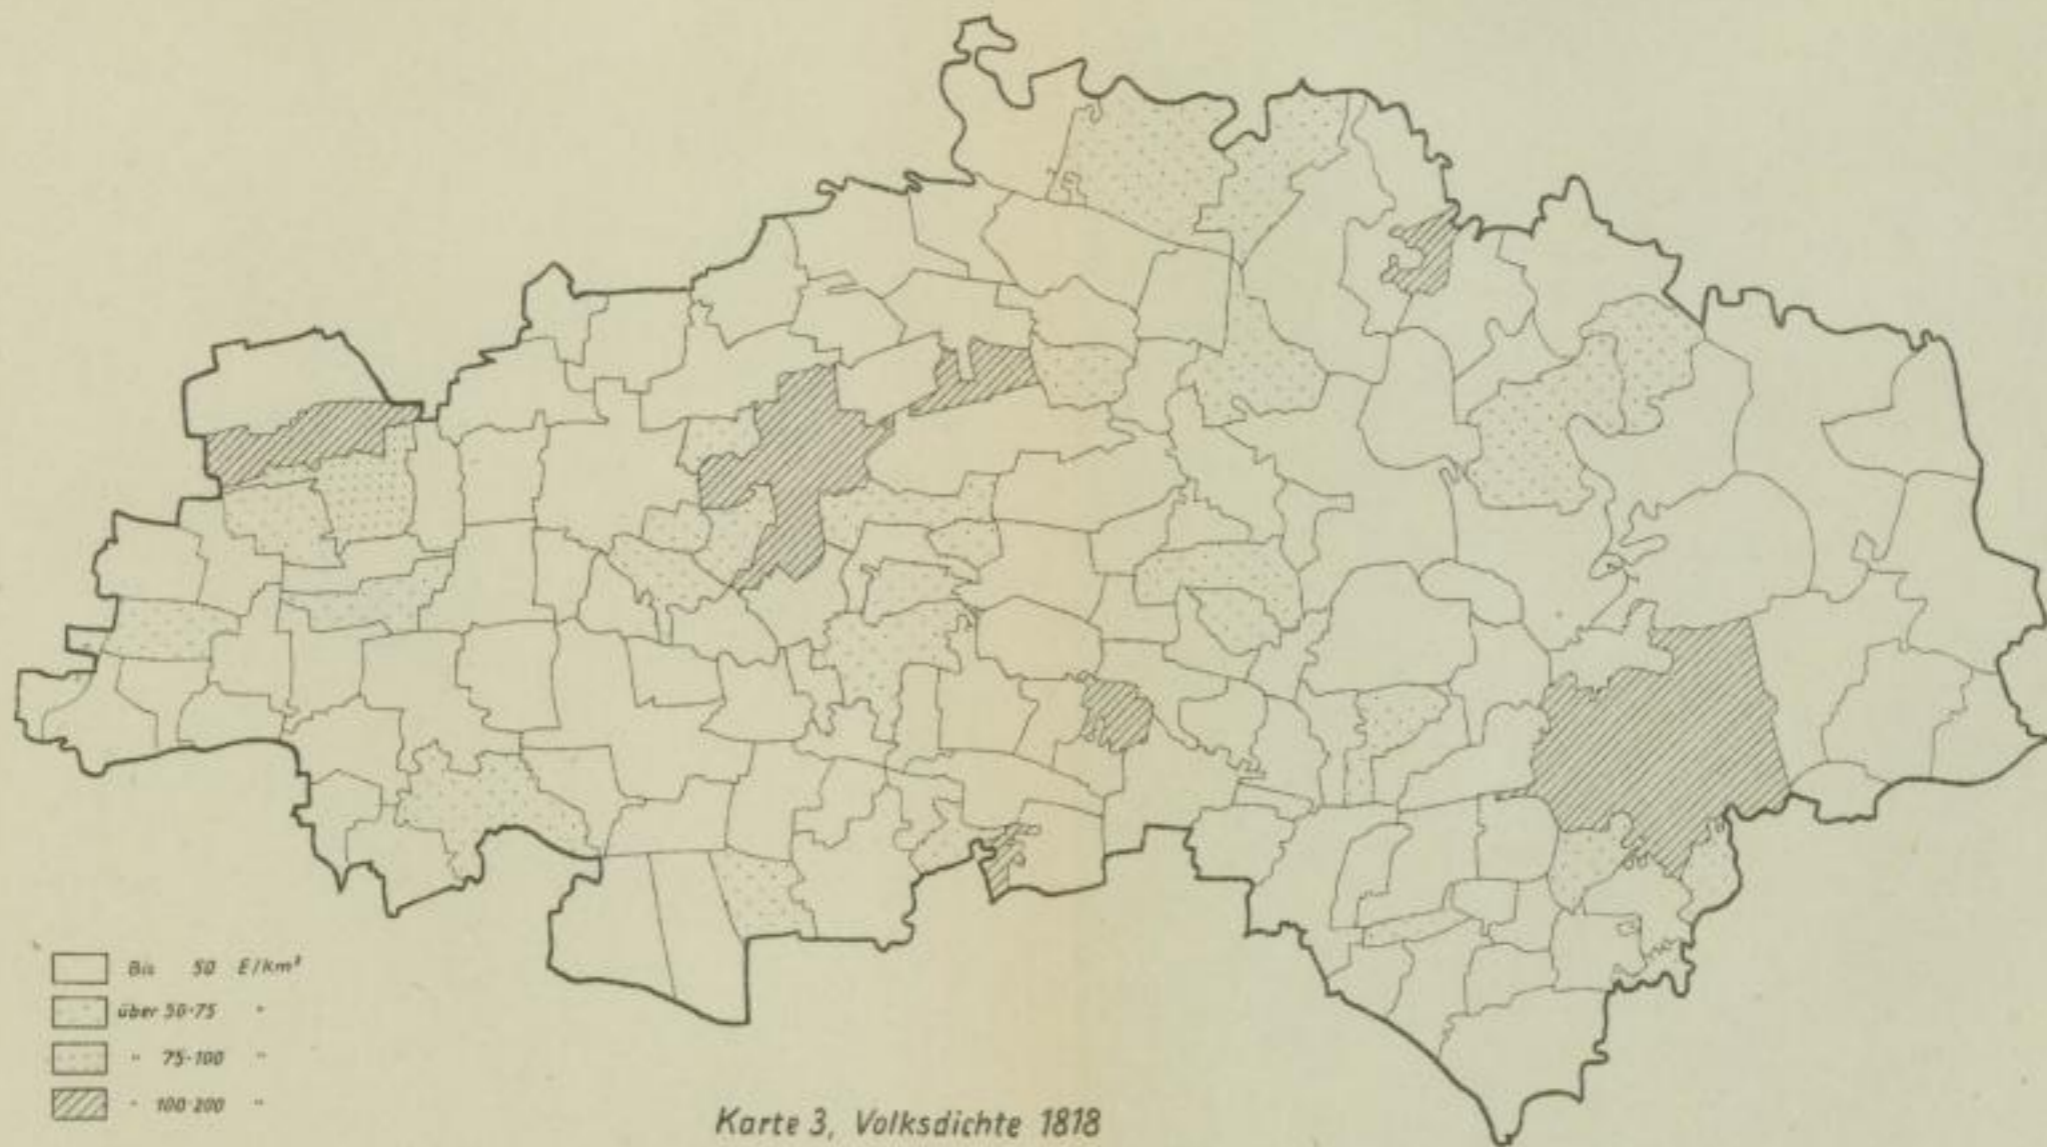 Bis 50 E/km²
über 50-75 "
" 75-100 "
" 100-200 "
Karte 3, Volksdichte 1818